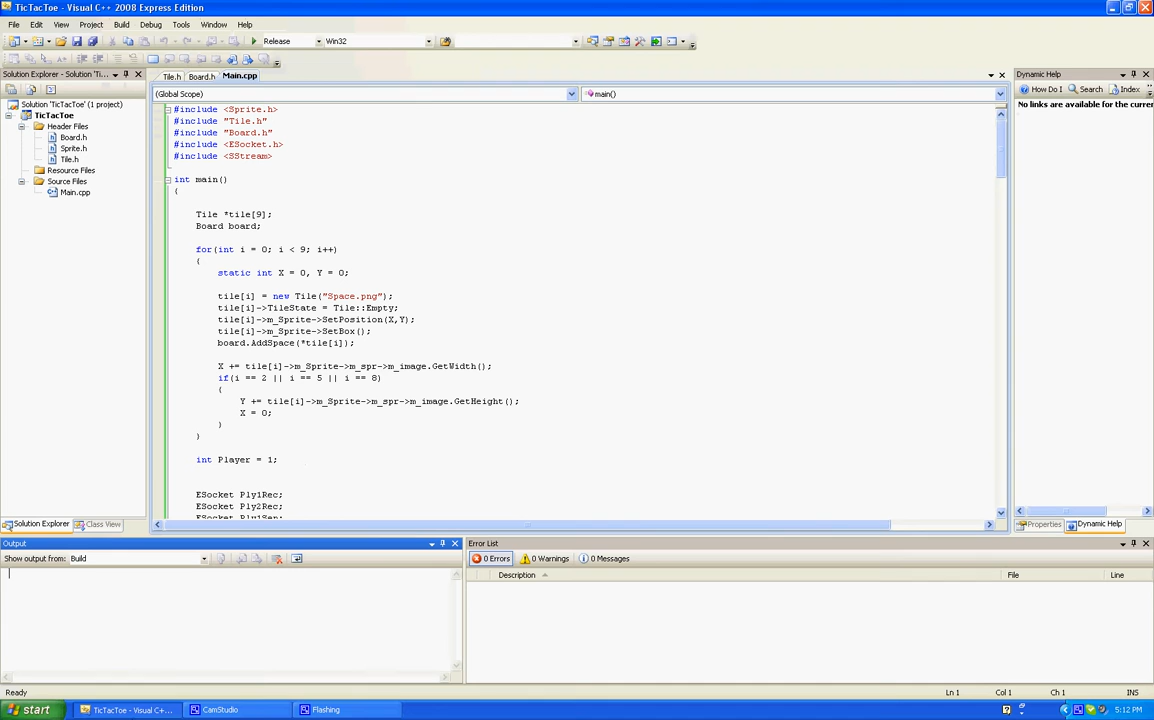 TicTacToe - Visual C++ 2008 Express Edition
File Edit View Project Build Debug Tools Window Help
Release Win32
Solution Explorer - Solution 'Ti...
Tile.h Board.h Main.cpp
Dynamic Help
(Global Scope) main()
How Do I Search Index
Solution 'TicTacToe' (1 project)
TicTacToe
Header Files
Board.h
Sprite.h
Tile.h
Resource Files
Source Files
Main.cpp
No links are available for the curre
#include <Sprite.h>
#include "Tile.h"
#include "Board.h"
#include <ESocket.h>
#include <SStream>
int main()
{
Tile *tile[9];
Board board;
for(int i = 0; i < 9; i++)
{
static int X = 0, Y = 0;
tile[i] = new Tile("Space.png");
tile[i]->TileState = Tile::Empty;
tile[i]->m_Sprite->SetPosition(X,Y);
tile[i]->m_Sprite->SetBox();
board.AddSpace(*tile[i]);
X += tile[i]->m_Sprite->m_spr->m_image.GetWidth();
if(i == 2 || i == 5 || i == 8)
{
Y += tile[i]->m_Sprite->m_spr->m_image.GetHeight();
X = 0;
}
}
int Player = 1;
ESocket Ply1Rec;
ESocket Ply2Rec;
ESocket Ply1Sen;
Solution Explorer Class View
Properties Dynamic Help
Output
Show output from: Build
Error List
0 Errors 0 Warnings 0 Messages
Description File Line
Ready Ln 1 Col 1 Ch 1 INS
start TicTacToe - Visual C+... CamStudio Flashing 5:12 PM